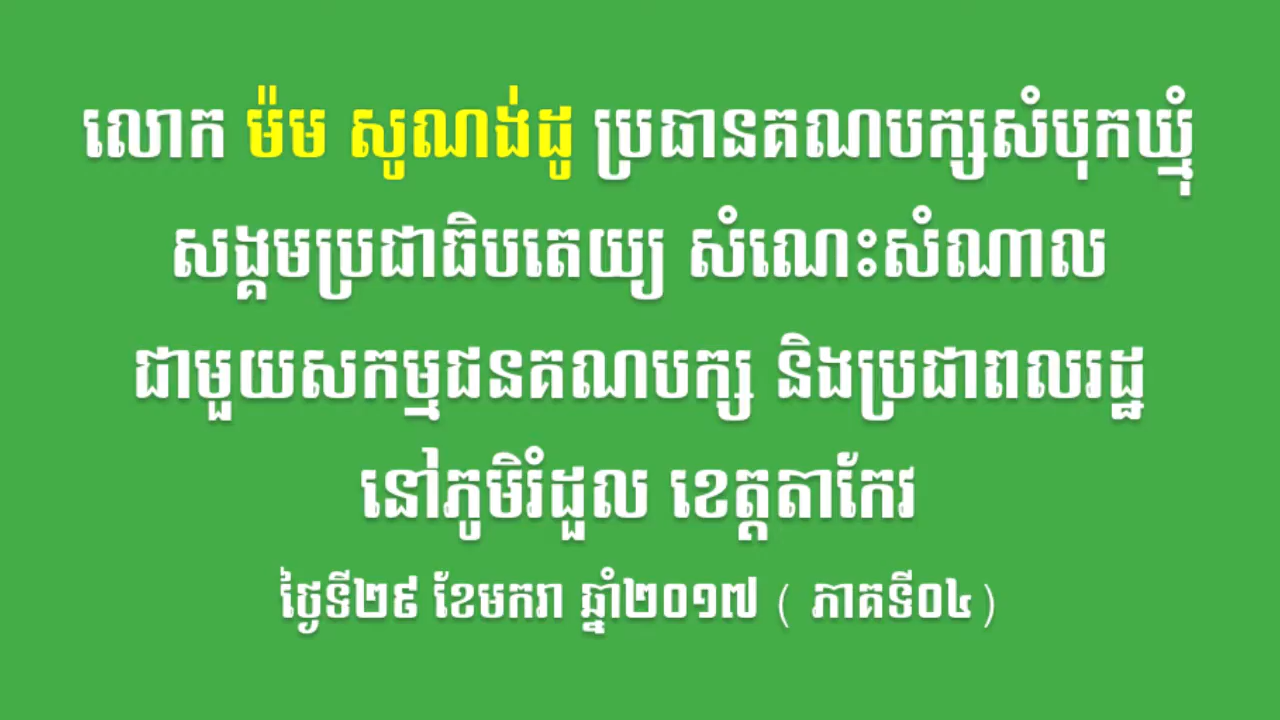 លោក ម៉ម សូណង់ដូ ប្រធានគណបក្សសំបុកឃ្មុំ
សង្គមប្រជាធិបតេយ្យ សំណេះសំណាល
ជាមួយសកម្មជនគណបក្ស និងប្រជាពលរដ្ឋ
នៅភូមិរំដួល ខេត្តតាកែវ
ថ្ងៃទី២៩ ខែមករា ឆ្នាំ២០១៧ ( ភាគទី០៤)